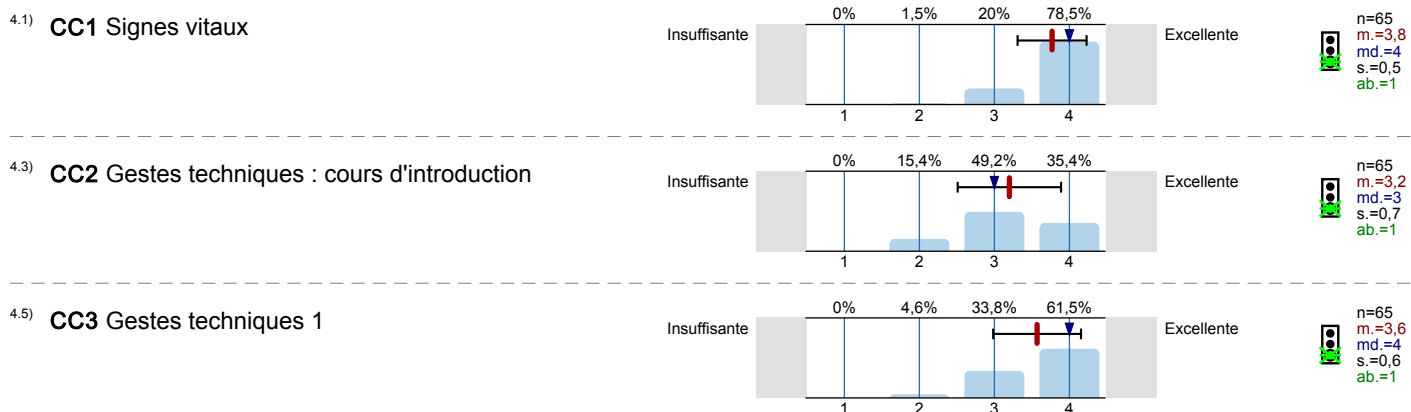 4.1) CC1 Signes vitaux
0% 1,5% 20% 78,5%
Insuffisante Excellente
1 2 3 4
n=65
m.=3,8
md.=4
s.=0,5
ab.=1
4.3) CC2 Gestes techniques : cours d'introduction
0% 15,4% 49,2% 35,4%
Insuffisante Excellente
1 2 3 4
n=65
m.=3,2
md.=3
s.=0,7
ab.=1
4.5) CC3 Gestes techniques 1
0% 4,6% 33,8% 61,5%
Insuffisante Excellente
1 2 3 4
n=65
m.=3,6
md.=4
s.=0,6
ab.=1